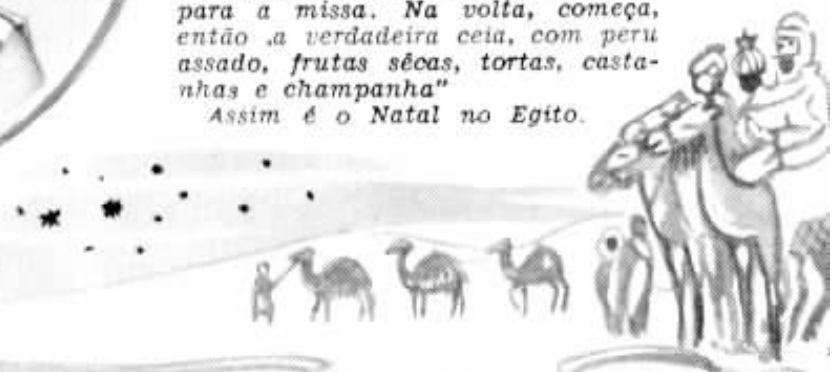 para a missa. Na volta, começa,
então ,a verdadeira ceia, com peru
assado, frutas sêcas, tortas, casta-
nhas e champanha"
Assim é o Natal no Egito.